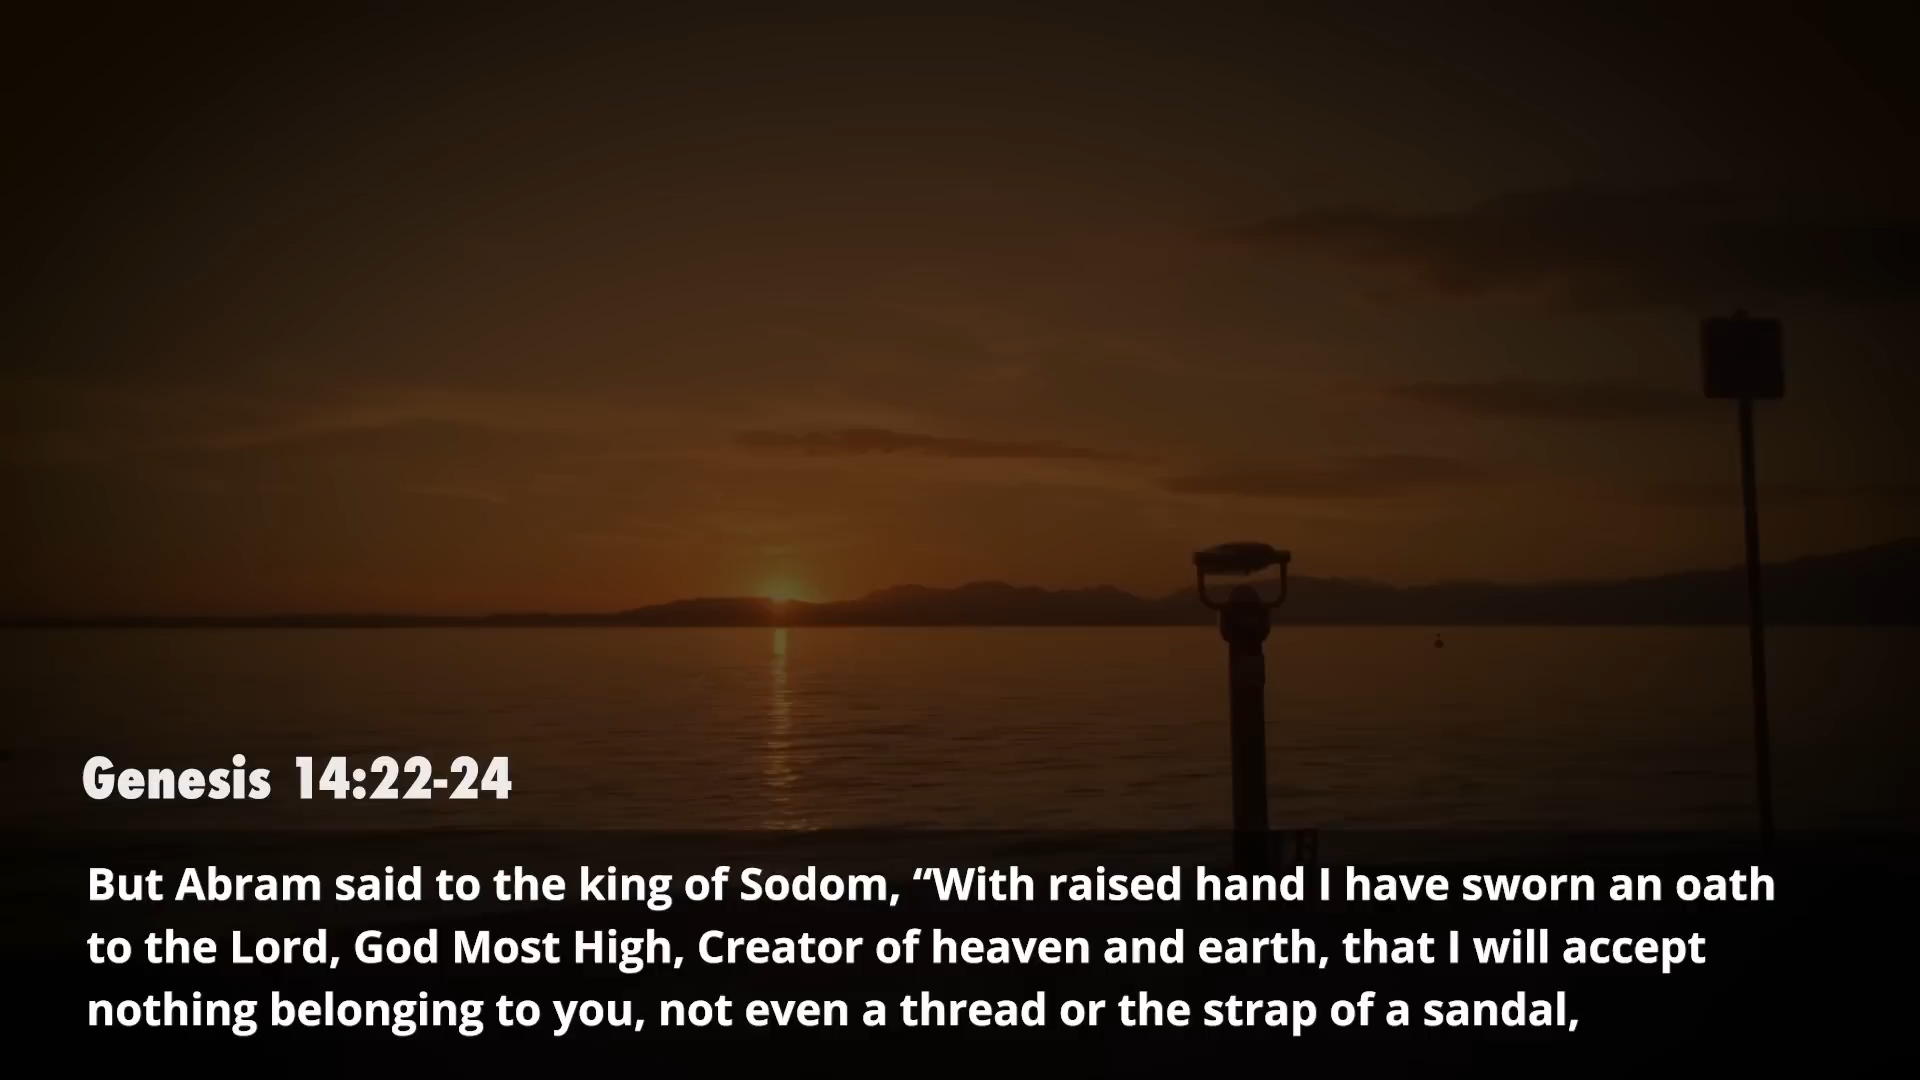 Genesis 14:22-24
But Abram said to the king of Sodom, “With raised hand I have sworn an oath
to the Lord, God Most High, Creator of heaven and earth, that I will accept
nothing belonging to you, not even a thread or the strap of a sandal,